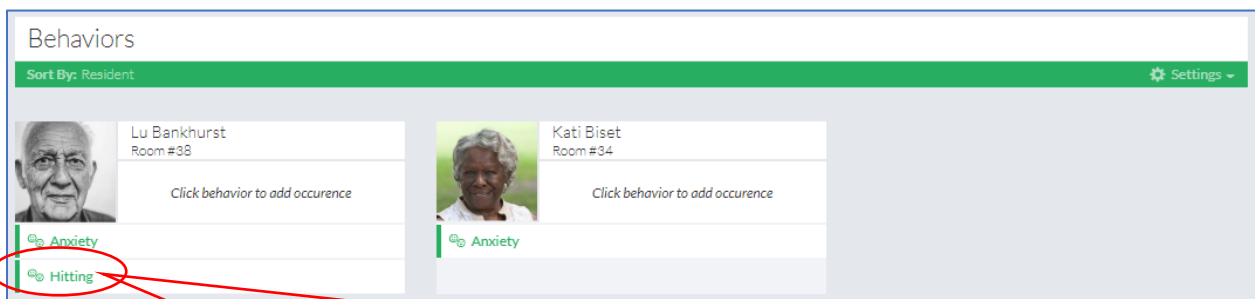 Behaviors
Sort By: Resident
Settings
Lu Bankhurst
Room #38
Click behavior to add occurence
Anxiety
Hitting
Kati Biset
Room #34
Click behavior to add occurence
Anxiety